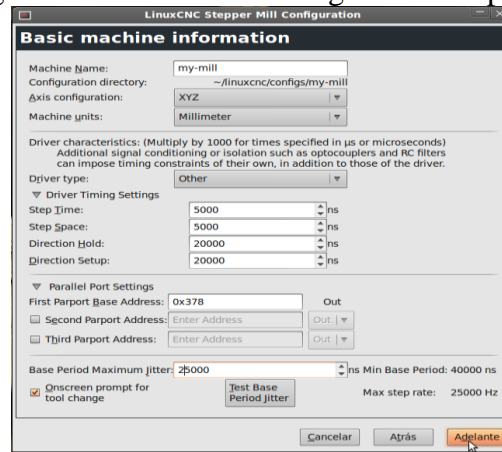 LinuxCNC Stepper Mill Configuration
Basic machine information
Machine Name: my-mill
Configuration directory: ~/linuxcnc/configs/my-mill
Axis configuration: XYZ
Machine units: Millimeter
Driver characteristics: (Multiply by 1000 for times specified in µs or microseconds)
Additional signal conditioning or isolation such as optocouplers and RC filters
can impose timing constraints of their own, in addition to those of the driver.
Driver type: Other
Driver Timing Settings
Step Time: 5000 ns
Step Space: 5000 ns
Direction Hold: 20000 ns
Direction Setup: 20000 ns
Parallel Port Settings
First Parport Base Address: 0x378 Out
Second Parport Address: Enter Address Out
Third Parport Address: Enter Address Out
Base Period Maximum Jitter: 25000 ns Min Base Period: 40000 ns
Onscreen prompt for tool change Test Base Period Jitter Max step rate: 25000 Hz
Cancelar Atrás Adelante